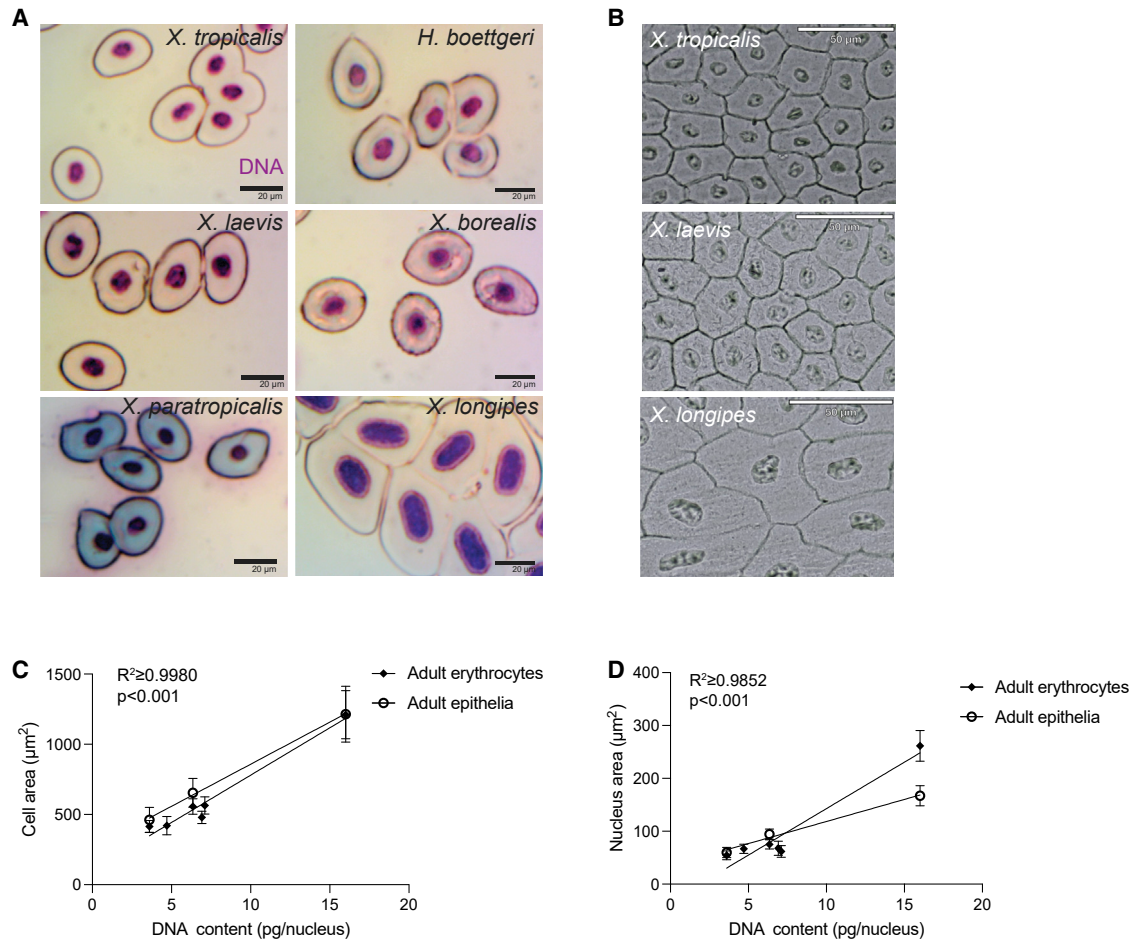 A
X. tropicalis
DNA
20 µm
H. boettgeri
20 µm
X. laevis
20 µm
X. borealis
20 µm
X. paratropicalis
20 µm
X. longipes
20 µm
B
X. tropicalis
50 µm
X. laevis
50 µm
X. longipes
50 µm
C
R²≥0.9980
p<0.001
Adult erythrocytes
Adult epithelia
Cell area (µm²)
1500
1000
500
0
0 5 10 15 20
DNA content (pg/nucleus)
D
R²≥0.9852
p<0.001
Adult erythrocytes
Adult epithelia
Nucleus area (µm²)
400
300
200
100
0
0 5 10 15 20
DNA content (pg/nucleus)